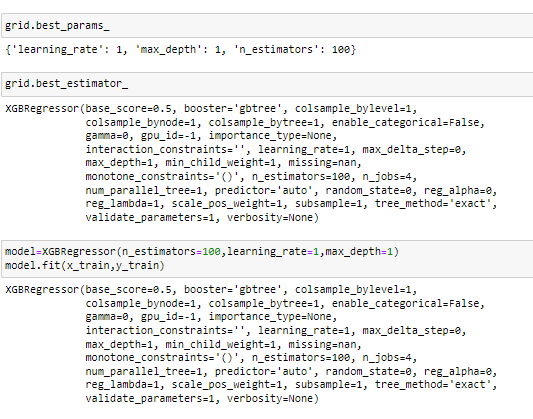 grid.best_params_
{'learning_rate': 1, 'max_depth': 1, 'n_estimators': 100}
grid.best_estimator_
XGBRegressor(base_score=0.5, booster='gbtree', colsample_bylevel=1,
colsample_bynode=1, colsample_bytree=1, enable_categorical=False,
gamma=0, gpu_id=-1, importance_type=None,
interaction_constraints='', learning_rate=1, max_delta_step=0,
max_depth=1, min_child_weight=1, missing=nan,
monotone_constraints='()', n_estimators=100, n_jobs=4,
num_parallel_tree=1, predictor='auto', random_state=0, reg_alpha=0,
reg_lambda=1, scale_pos_weight=1, subsample=1, tree_method='exact',
validate_parameters=1, verbosity=None)
model=XGBRegressor(n_estimators=100,learning_rate=1,max_depth=1)
model.fit(x_train,y_train)
XGBRegressor(base_score=0.5, booster='gbtree', colsample_bylevel=1,
colsample_bynode=1, colsample_bytree=1, enable_categorical=False,
gamma=0, gpu_id=-1, importance_type=None,
interaction_constraints='', learning_rate=1, max_delta_step=0,
max_depth=1, min_child_weight=1, missing=nan,
monotone_constraints='()', n_estimators=100, n_jobs=4,
num_parallel_tree=1, predictor='auto', random_state=0, reg_alpha=0,
reg_lambda=1, scale_pos_weight=1, subsample=1, tree_method='exact',
validate_parameters=1, verbosity=None)